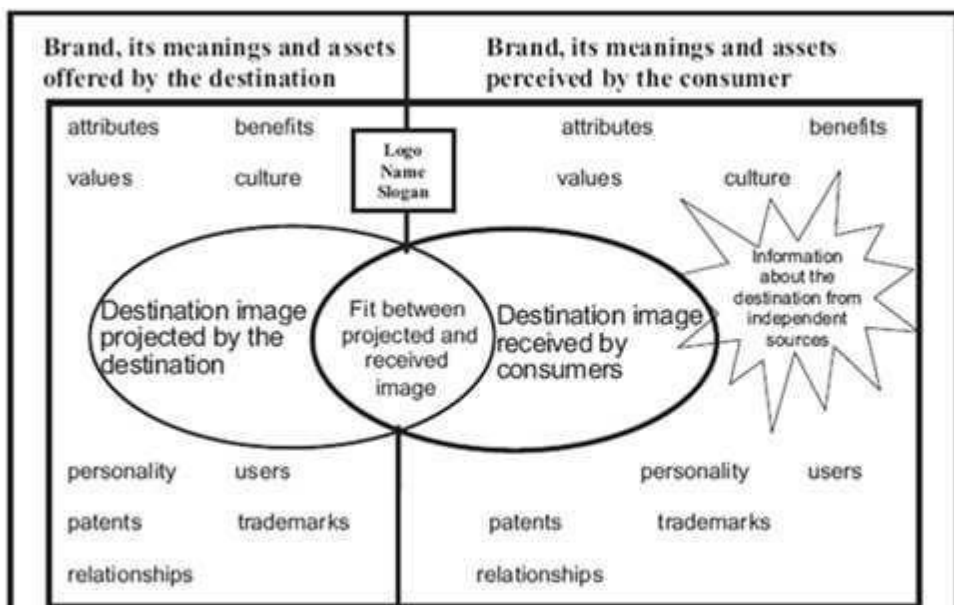 Brand, its meanings and assets
offered by the destination
Brand, its meanings and assets
perceived by the consumer
attributes benefits
values culture
Logo
Name
Slogan
attributes benefits
values culture
Information
about the
destination from
independent
sources
Destination image
projected by the
destination
Fit between
projected and
received
image
Destination image
received by
consumers
personality users
patents trademarks
relationships
personality users
patents trademarks
relationships